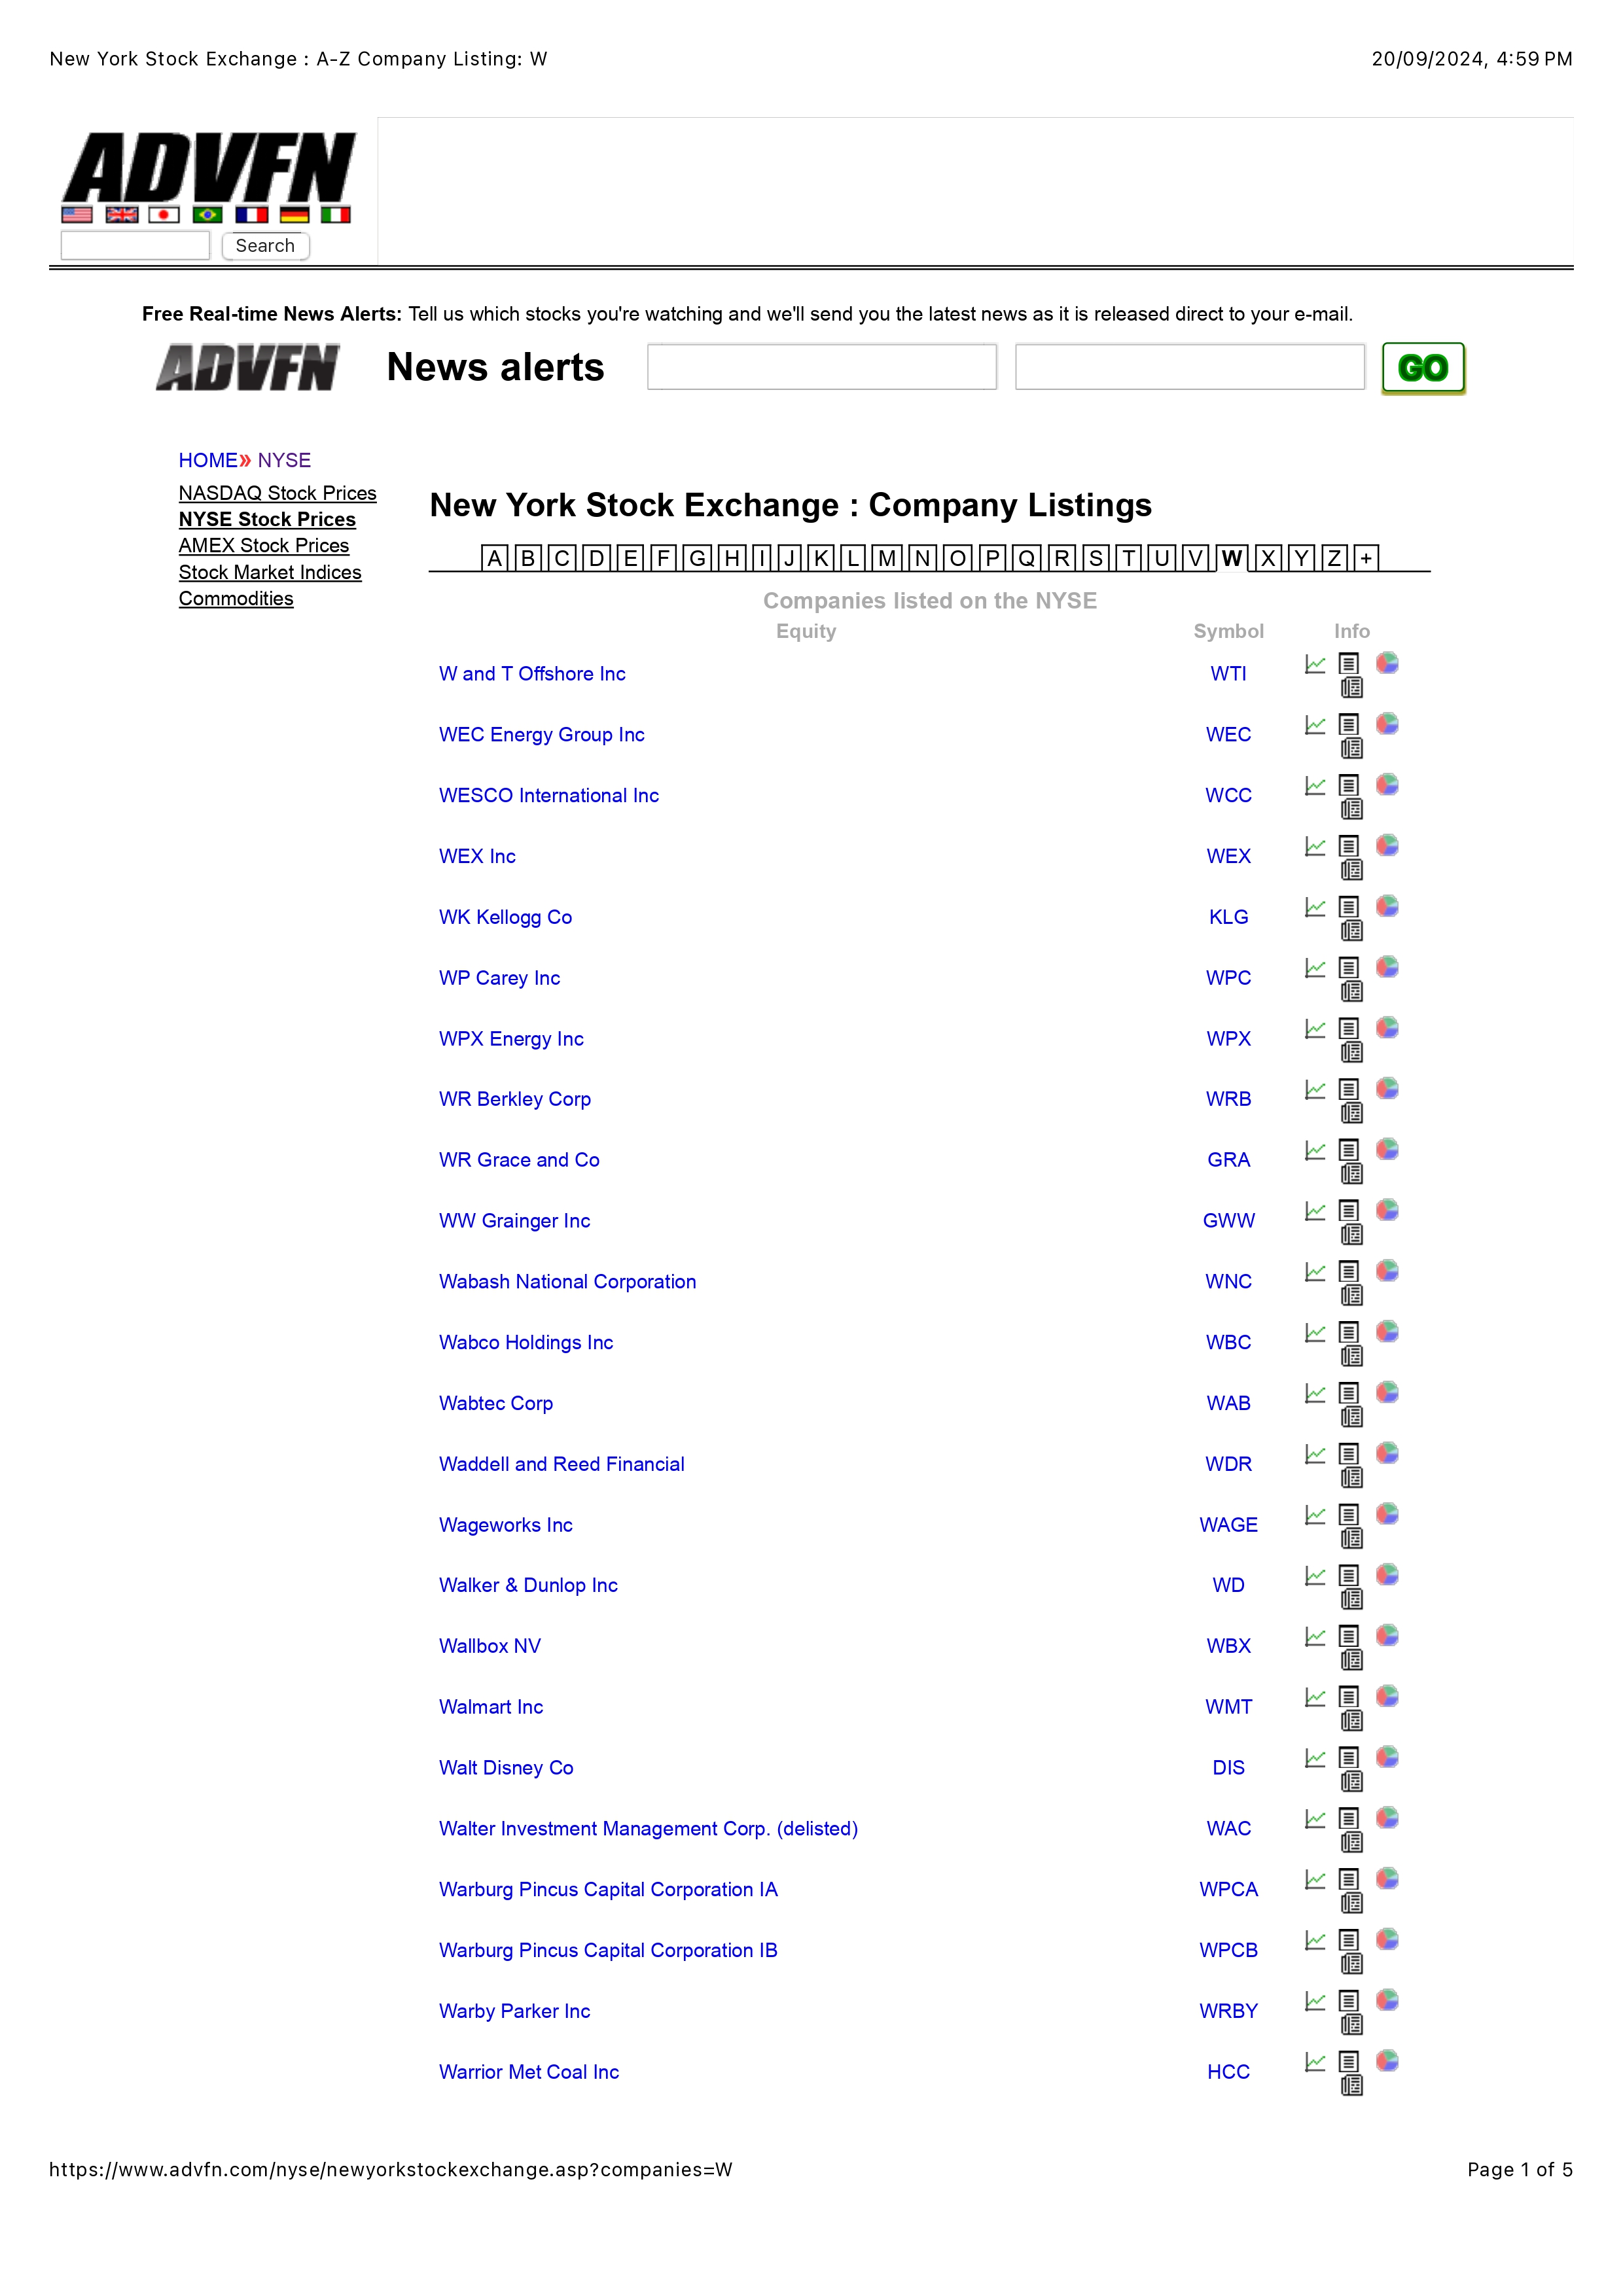 New York Stock Exchange : A-Z Company Listing: W 20/09/2024, 4:59 PM
ADVFN
Search
Free Real-time News Alerts: Tell us which stocks you're watching and we'll send you the latest news as it is released direct to your e-mail.
ADVFN News alerts GO
HOME» NYSE
NASDAQ Stock Prices
NYSE Stock Prices
AMEX Stock Prices
Stock Market Indices
Commodities
New York Stock Exchange : Company Listings
A B C D E F G H I J K L M N O P Q R S T U V W X Y Z +
Companies listed on the NYSE
Equity Symbol Info
W and T Offshore Inc WTI
WEC Energy Group Inc WEC
WESCO International Inc WCC
WEX Inc WEX
WK Kellogg Co KLG
WP Carey Inc WPC
WPX Energy Inc WPX
WR Berkley Corp WRB
WR Grace and Co GRA
WW Grainger Inc GWW
Wabash National Corporation WNC
Wabco Holdings Inc WBC
Wabtec Corp WAB
Waddell and Reed Financial WDR
Wageworks Inc WAGE
Walker & Dunlop Inc WD
Wallbox NV WBX
Walmart Inc WMT
Walt Disney Co DIS
Walter Investment Management Corp. (delisted) WAC
Warburg Pincus Capital Corporation IA WPCA
Warburg Pincus Capital Corporation IB WPCB
Warby Parker Inc WRBY
Warrior Met Coal Inc HCC
https://www.advfn.com/nyse/newyorkstockexchange.asp?companies=W Page 1 of 5